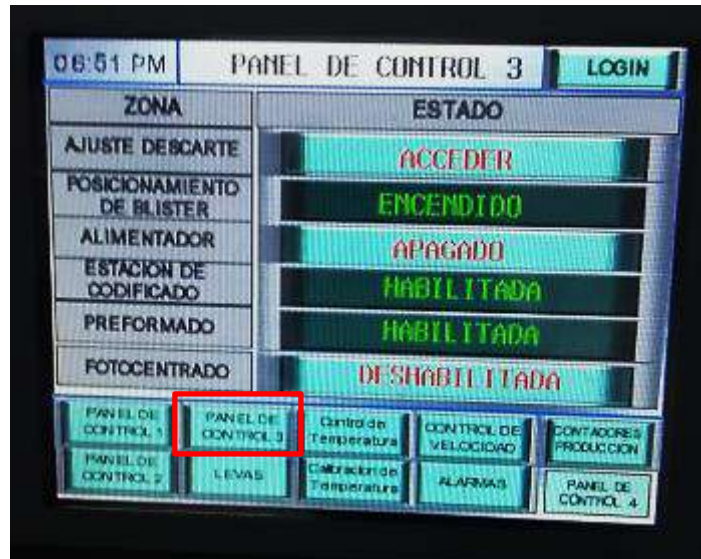 06:51 PM
PANEL DE CONTROL 3
LOGIN
ZONA
ESTADO
AJUSTE DESCARTE
ACCEDER
POSICIONAMIENTO
DE BLISTER
ENCENDIDO
ALIMENTADOR
APAGADO
ESTACION DE
CODIFICADO
HABILITADA
PREFORMADO
HABILITADA
FOTOCENTRADO
DESHABILITADA
PANEL DE
CONTROL 1
PANEL DE
CONTROL 3
Control de
Temperatura
CONTROL DE
VELOCIDAD
CONTADORES
PRODUCCION
PANEL DE
CONTROL 2
LEVAS
Calibracion de
Temperatura
ALARMAS
PANEL DE
CONTROL 4